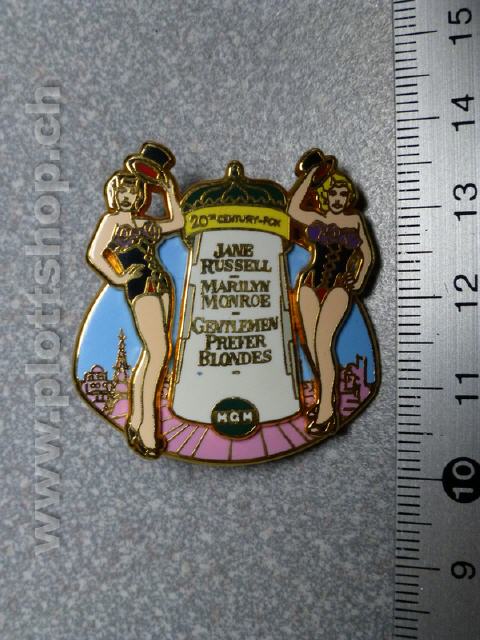 20TH CENTURY-FOX
JANE
RUSSELL
–
MARILYN
MONROE
–
GENTLEMEN
PREFER
BLONDES
–
MGM
www.plottshop.ch
15
14
13
12
11
10
9